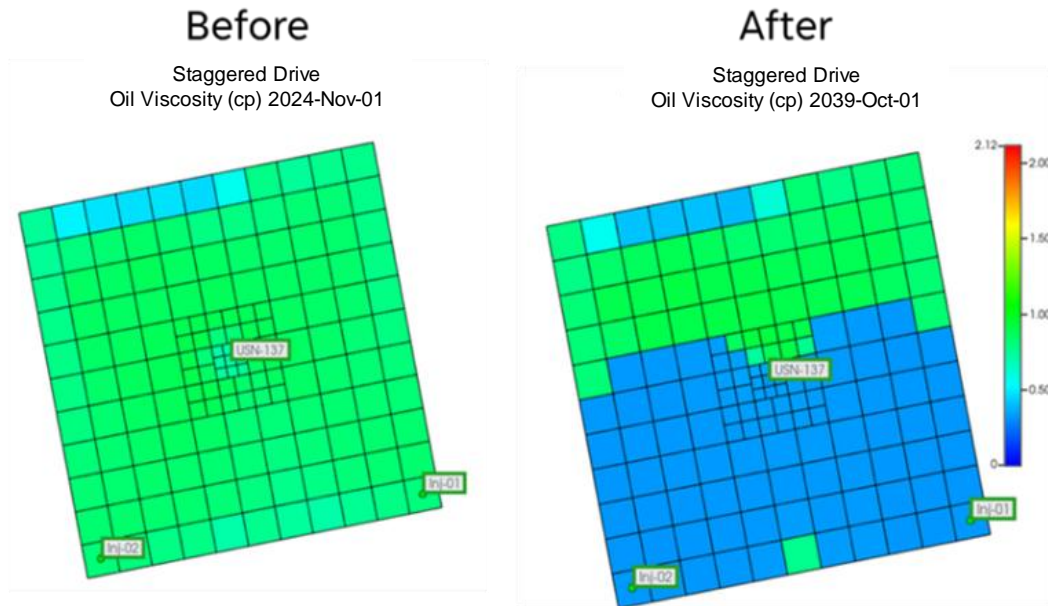 Before
Staggered Drive
Oil Viscosity (cp) 2024-Nov-01
USN-137
Inj-01
Inj-02
After
Staggered Drive
Oil Viscosity (cp) 2039-Oct-01
2.12
2.00
1.50
1.00
0.50
0
USN-137
Inj-01
Inj-02